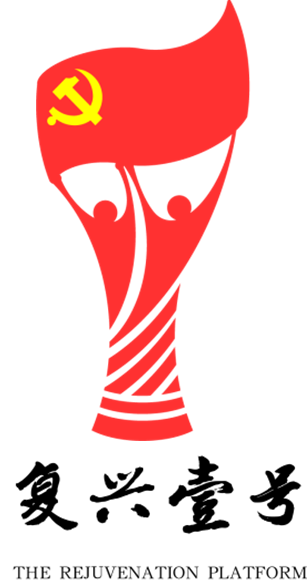 复兴壹号
THE REJUVENATION PLATFORM